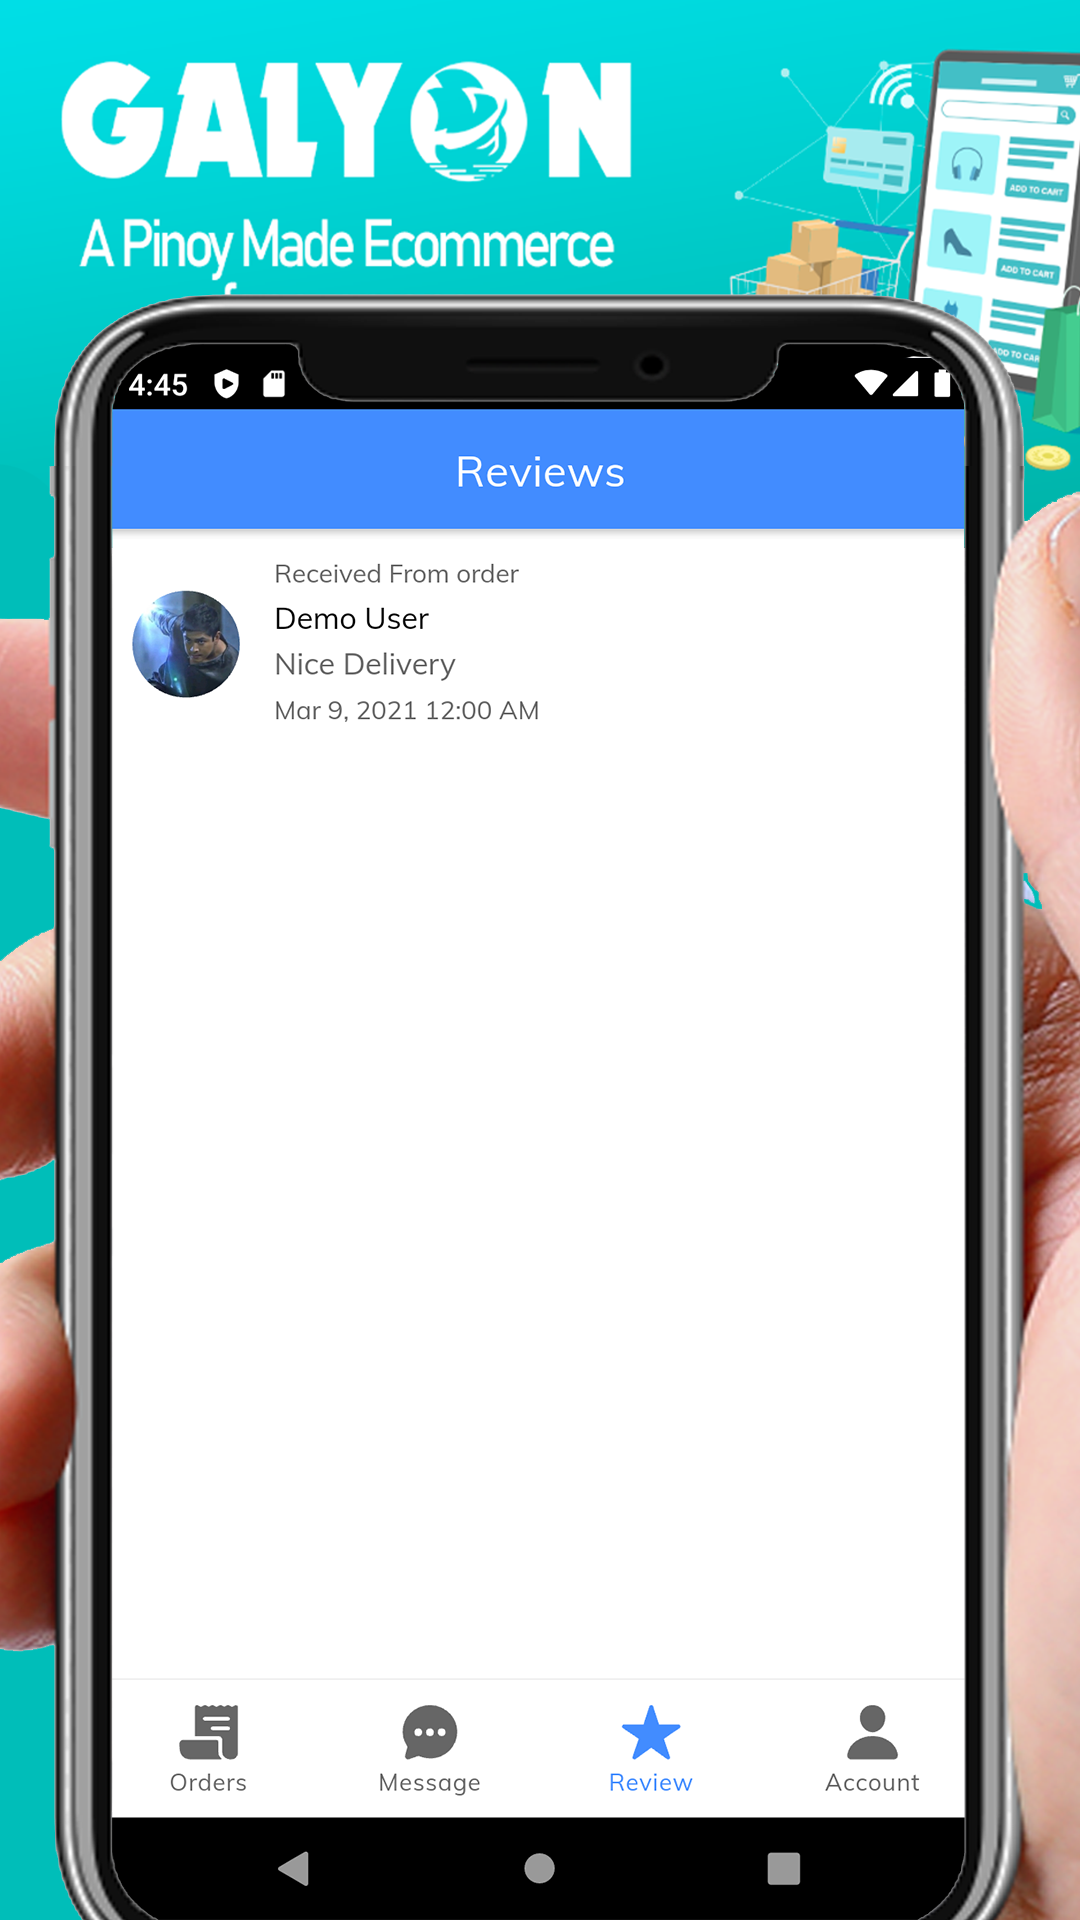 GALYON
A Pinoy Made Ecommerce
ADD TO CART
ADD TO CART
ADD TO CAR
4:45
Reviews
Received From order
Demo User
Nice Delivery
Mar 9, 2021 12:00 AM
Orders
Message
Review
Account